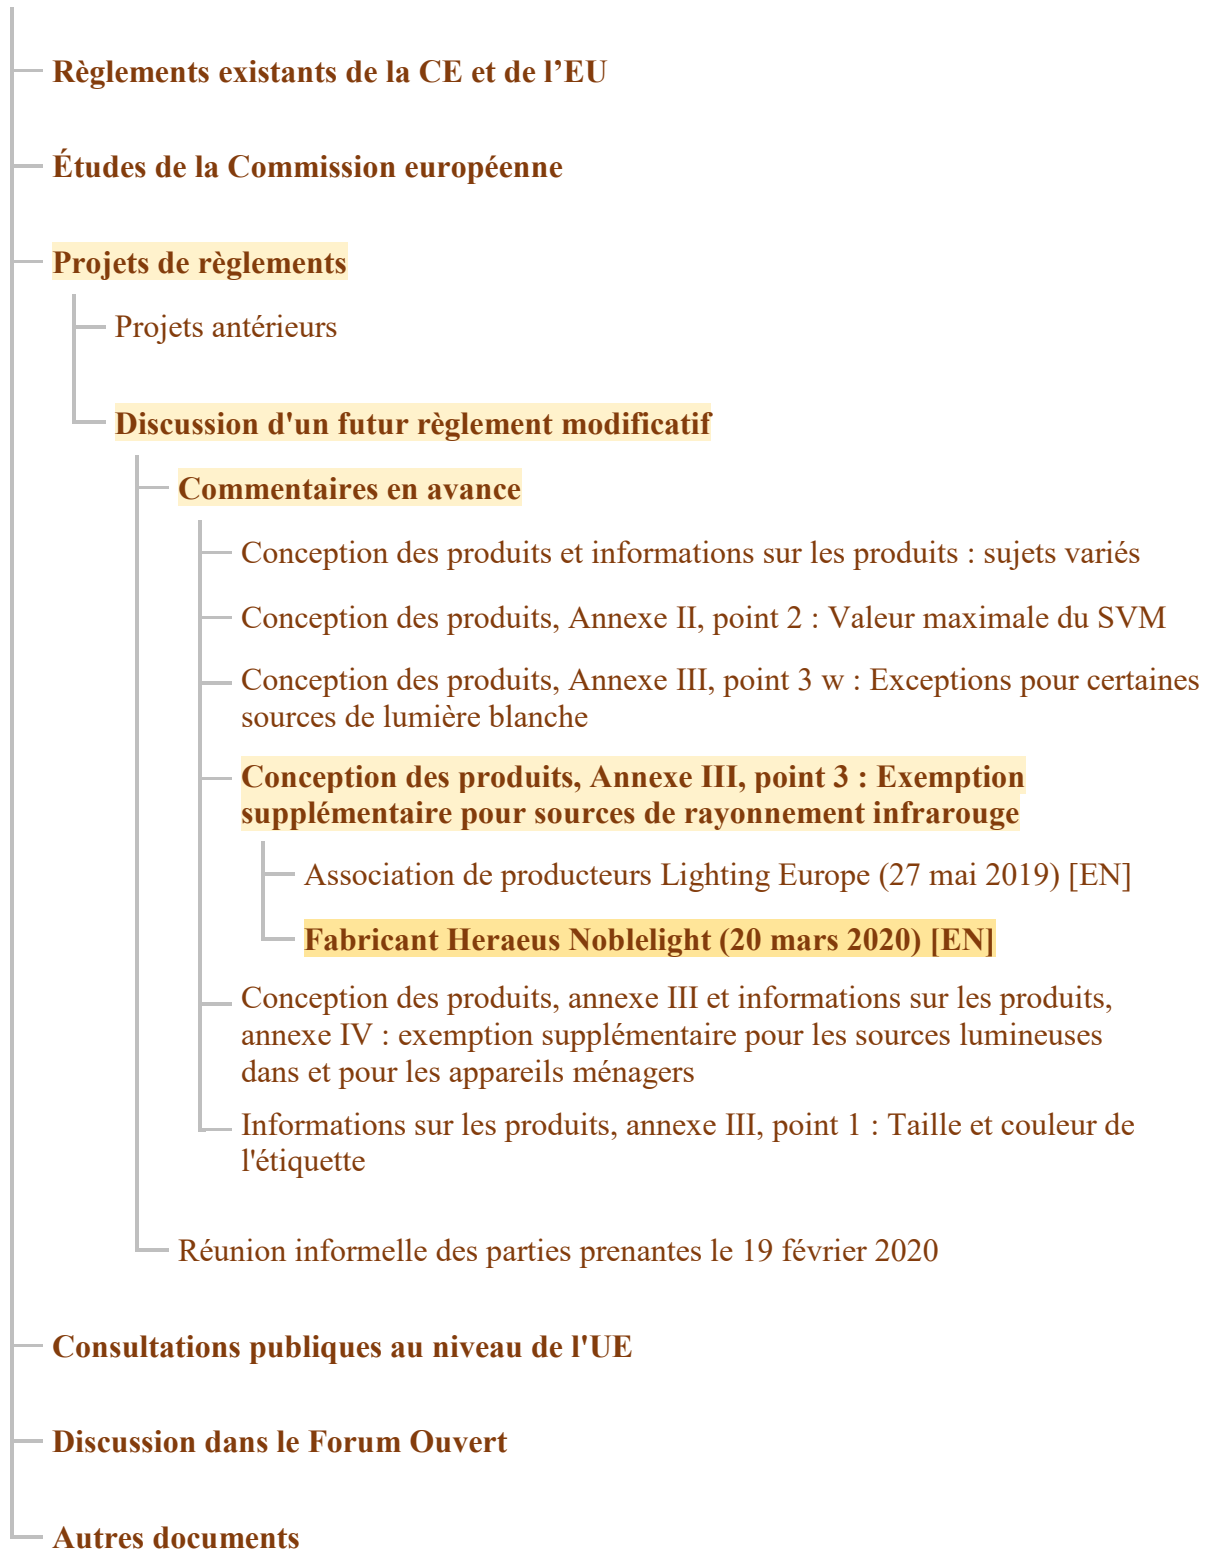 Règlements existants de la CE et de l’EU
Études de la Commission européenne
Projets de règlements
Projets antérieurs
Discussion d'un futur règlement modificatif
Commentaires en avance
Conception des produits et informations sur les produits : sujets variés
Conception des produits, Annexe II, point 2 : Valeur maximale du SVM
Conception des produits, Annexe III, point 3 w : Exceptions pour certaines
sources de lumière blanche
Conception des produits, Annexe III, point 3 : Exemption
supplémentaire pour sources de rayonnement infrarouge
Association de producteurs Lighting Europe (27 mai 2019) [EN]
Fabricant Heraeus Noblelight (20 mars 2020) [EN]
Conception des produits, annexe III et informations sur les produits,
annexe IV : exemption supplémentaire pour les sources lumineuses
dans et pour les appareils ménagers
Informations sur les produits, annexe III, point 1 : Taille et couleur de
l'étiquette
Réunion informelle des parties prenantes le 19 février 2020
Consultations publiques au niveau de l'UE
Discussion dans le Forum Ouvert
Autres documents